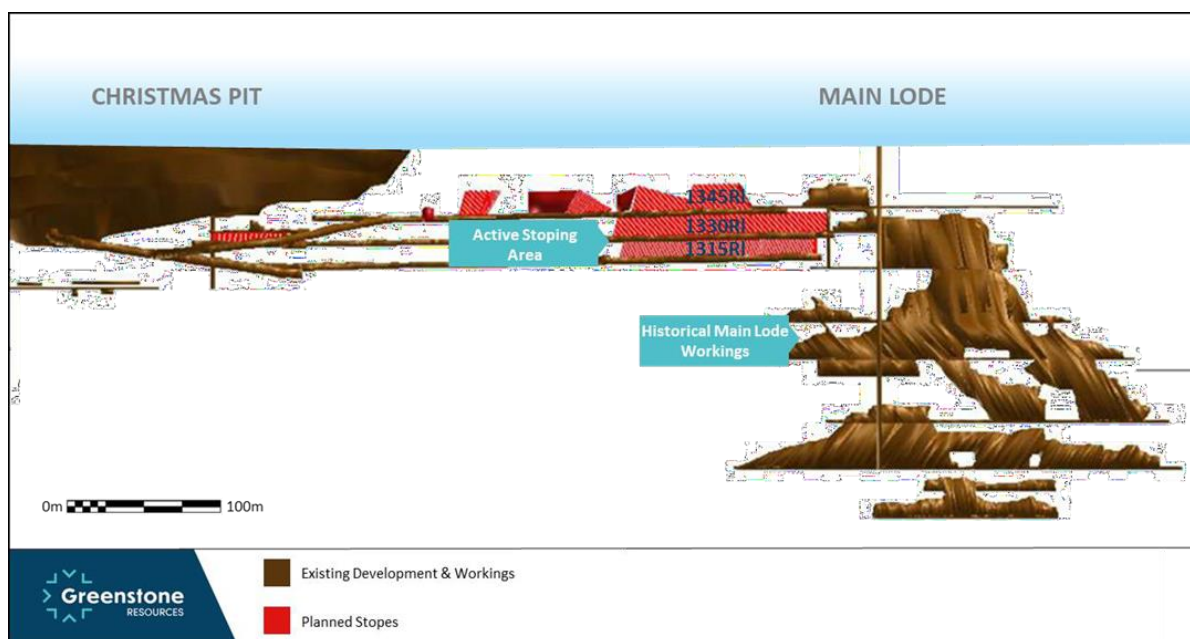 CHRISTMAS PIT
MAIN LODE
1345Rl
1330Rl
1315Rl
Active Stoping
Area
Historical Main Lode
Workings
0m
100m
Greenstone
RESOURCES
Existing Development & Workings
Planned Stopes